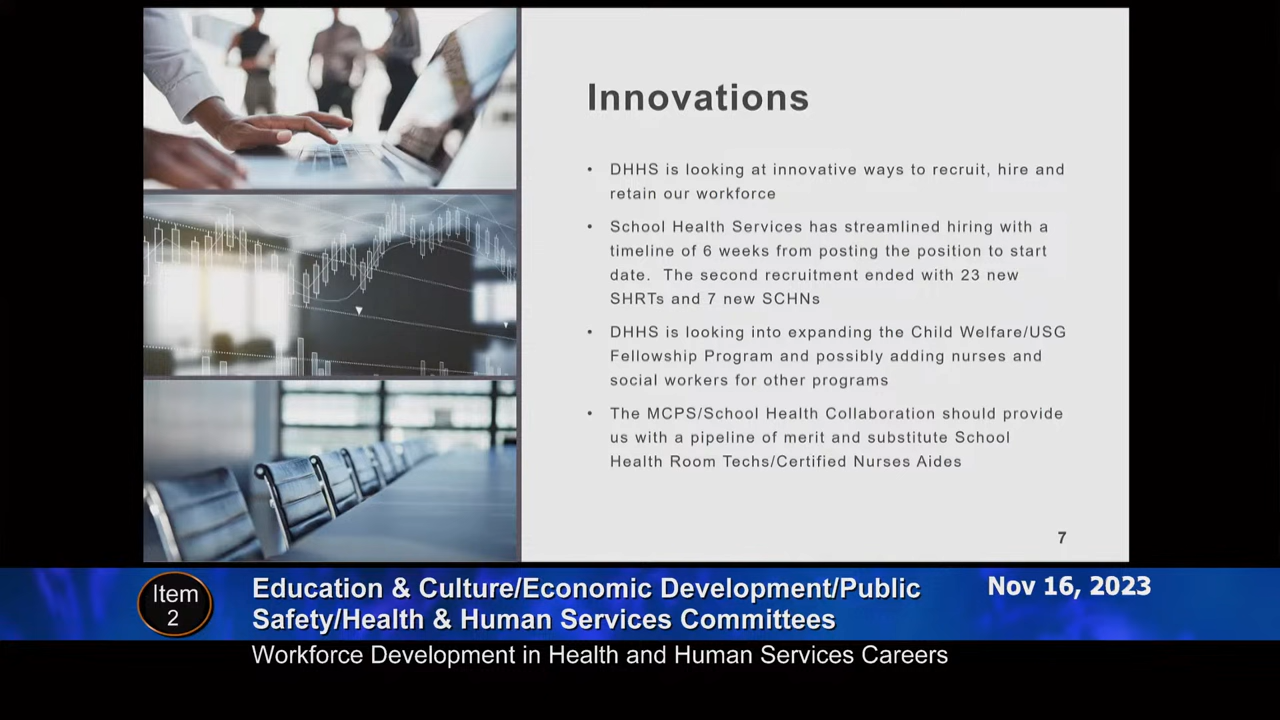 Innovations
• DHHS is looking at innovative ways to recruit, hire and
retain our workforce
• School Health Services has streamlined hiring with a
timeline of 6 weeks from posting the position to start
date.  The second recruitment ended with 23 new
SHRTs and 7 new SCHNs
• DHHS is looking into expanding the Child Welfare/USG
Fellowship Program and possibly adding nurses and
social workers for other programs
• The MCPS/School Health Collaboration should provide
us with a pipeline of merit and substitute School
Health Room Techs/Certified Nurses Aides
7
Item
2
Education & Culture/Economic Development/Public
Safety/Health & Human Services Committees
Nov 16, 2023
Workforce Development in Health and Human Services Careers